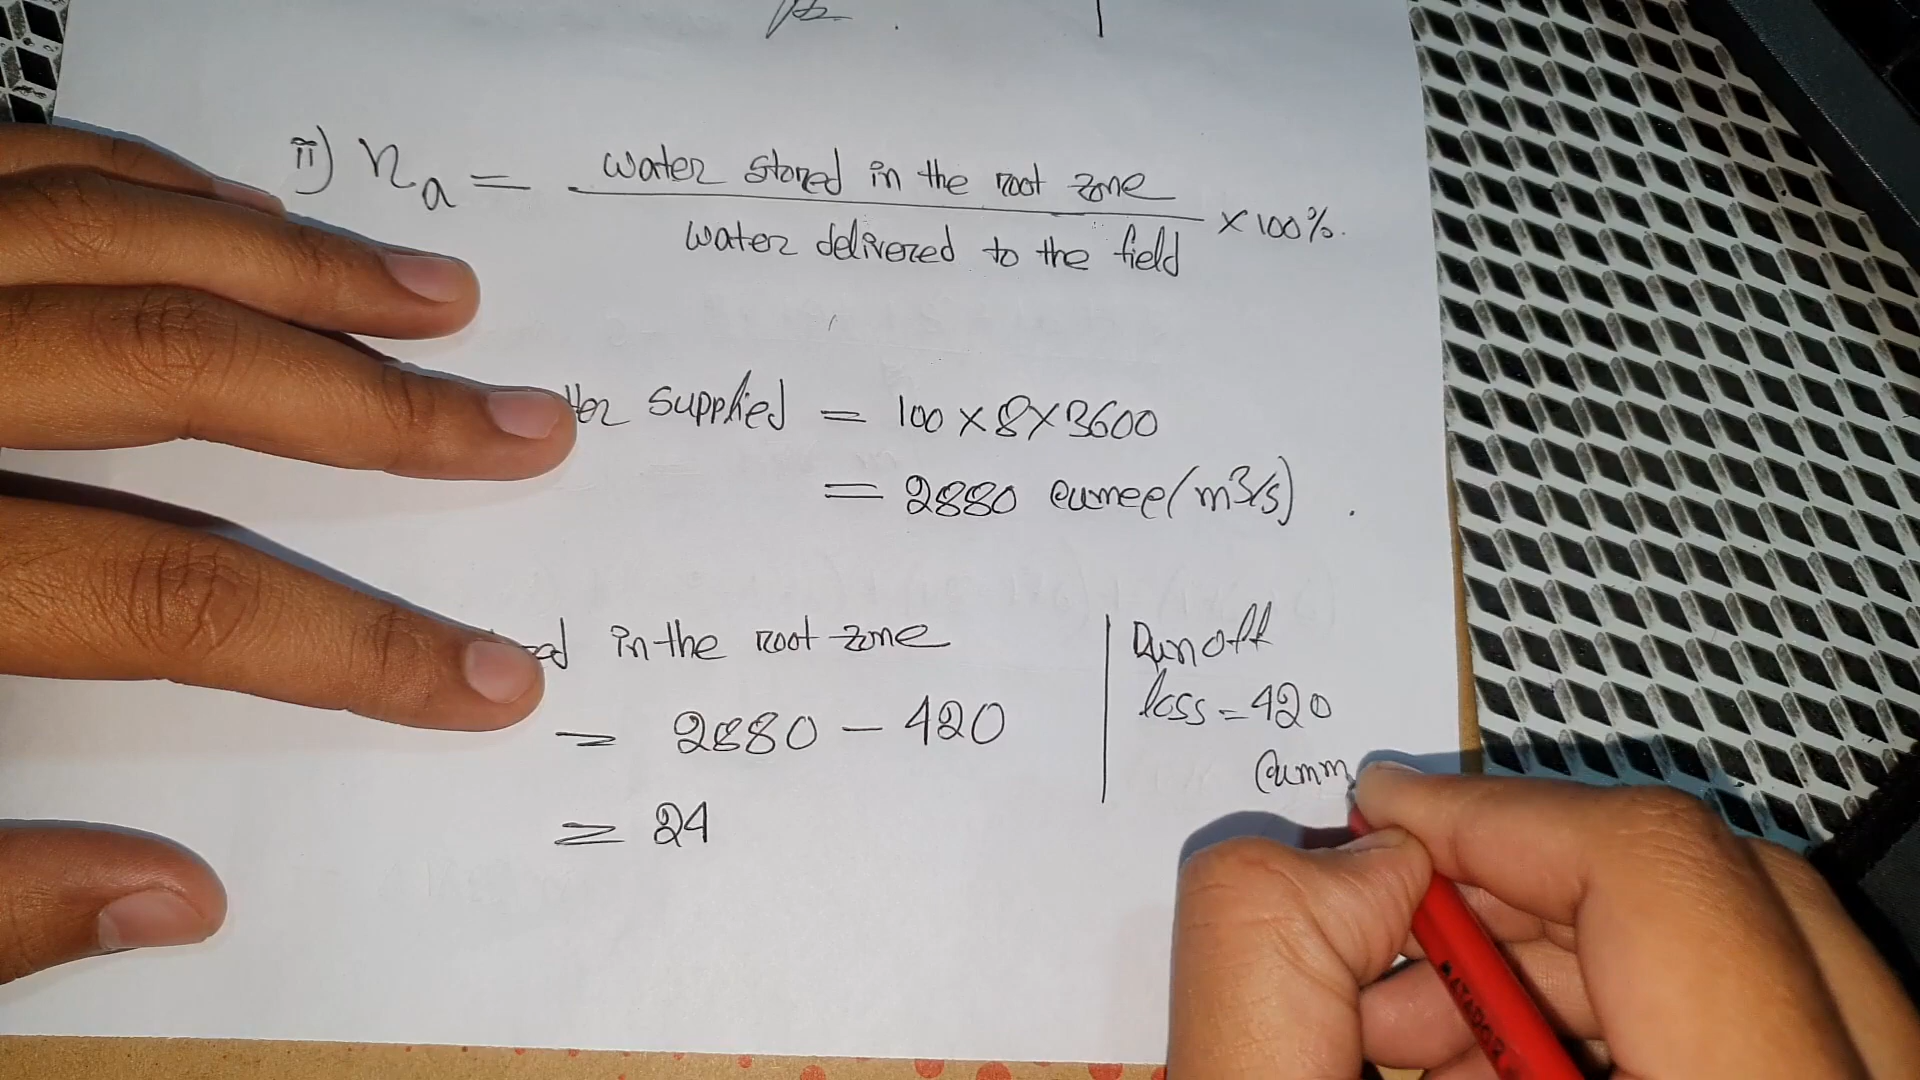 ii) η a = water stored in the root zone / water delivered to the field × 100%.
supplied = 100 × 8 × 3600
= 2880 cumec (m3/s) .
in the root zone
= 2880 - 420
= 24
Runoff
loss = 420
Cumm
MATADOR